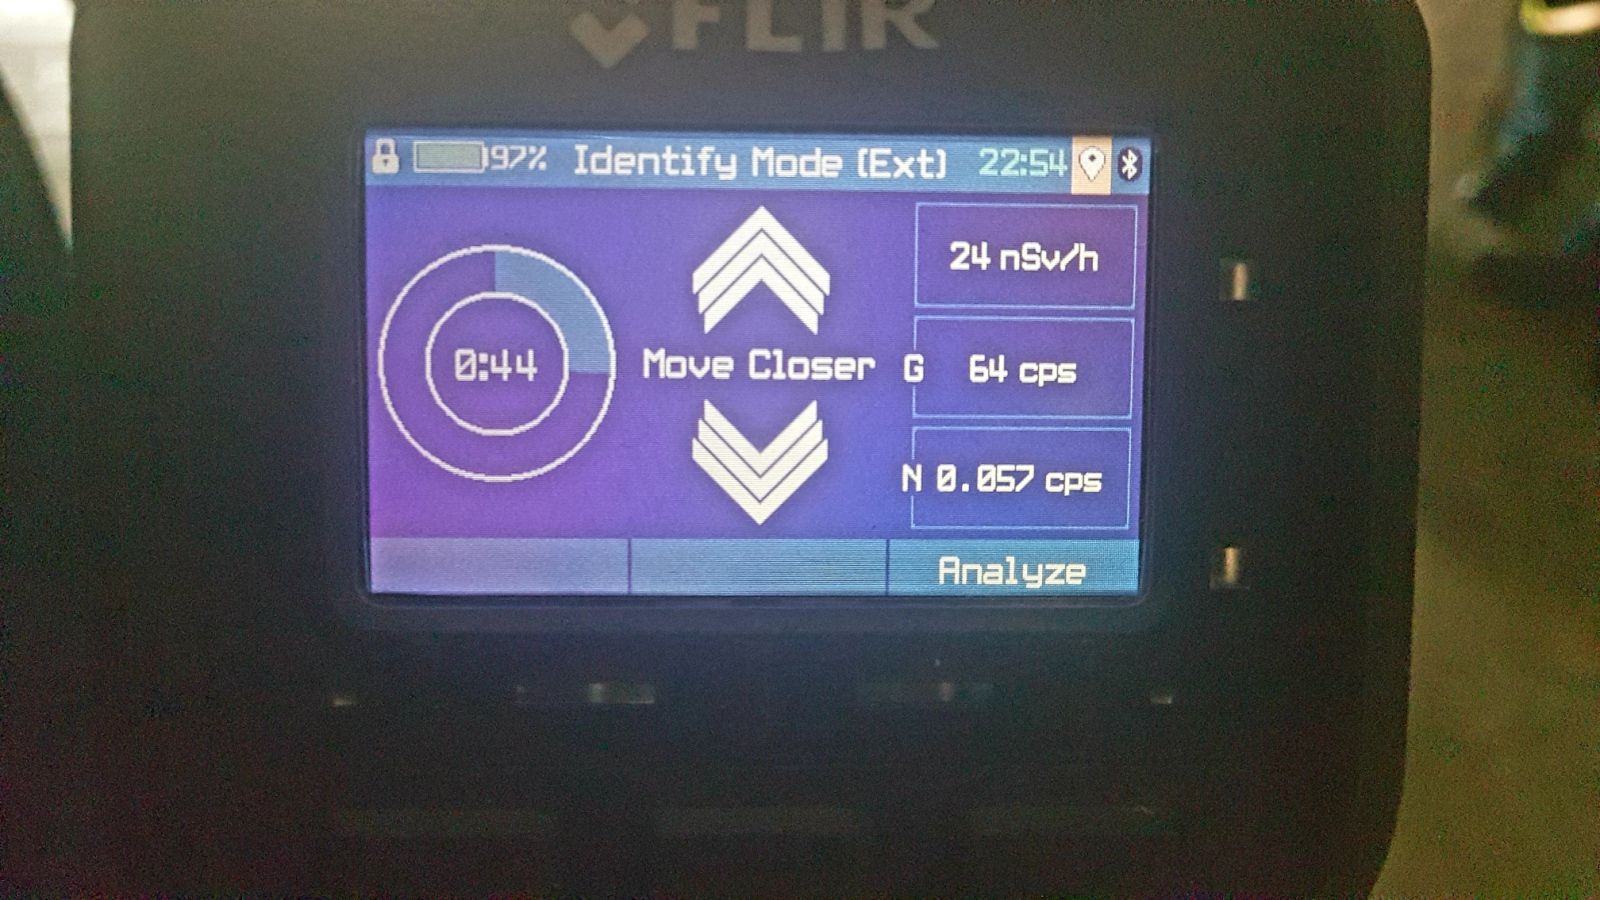 FLIR
97% Identify Mode (Ext) 22:54
24 nSv/h
0:44 Move Closer G 64 cps
N 0.057 cps
Analyze